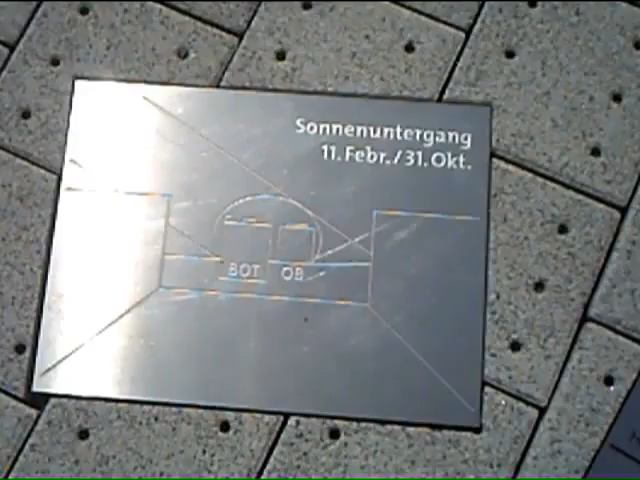 Sonnenuntergang
11. Febr./31. Okt.
BOT OB